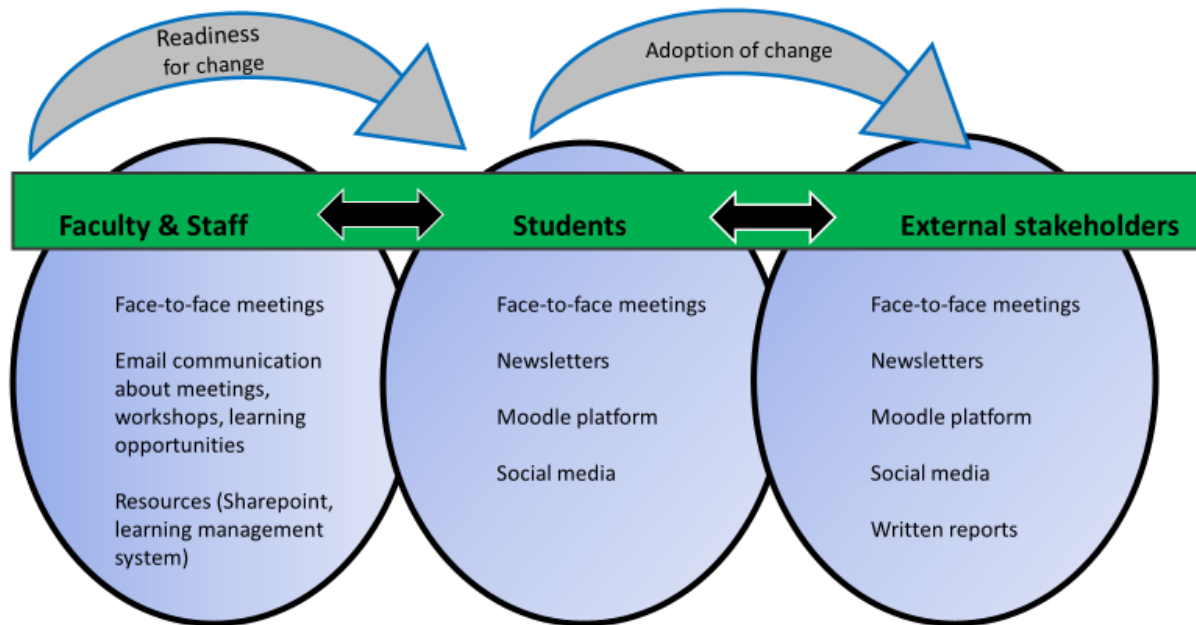 Readiness
for change
Adoption of change
Faculty & Staff
Students
External stakeholders
Face-to-face meetings
Email communication
about meetings,
workshops, learning
opportunities
Resources (Sharepoint,
learning management
system)
Face-to-face meetings
Newsletters
Moodle platform
Social media
Face-to-face meetings
Newsletters
Moodle platform
Social media
Written reports